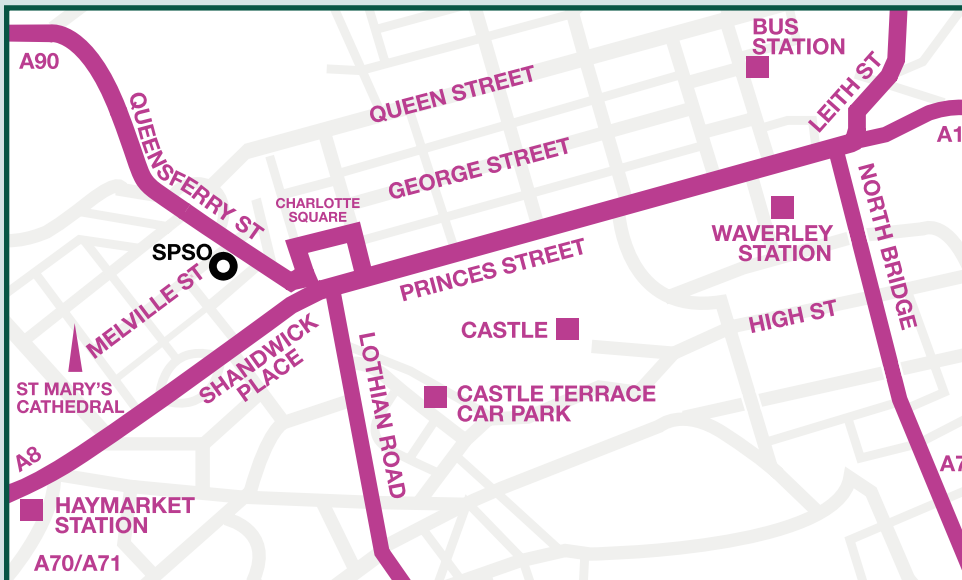 BUS
STATION
A90
LEITH ST
QUEEN STREET
QUEENSFERRY ST
A1
GEORGE STREET
CHARLOTTE
SQUARE
NORTH BRIDGE
WAVERLEY
STATION
SPSO
PRINCES STREET
MELVILLE ST
HIGH ST
CASTLE
SHANDWICK
PLACE
LOTHIAN ROAD
ST MARY'S
CATHEDRAL
CASTLE TERRACE
CAR PARK
A8
A7
HAYMARKET
STATION
A70/A71